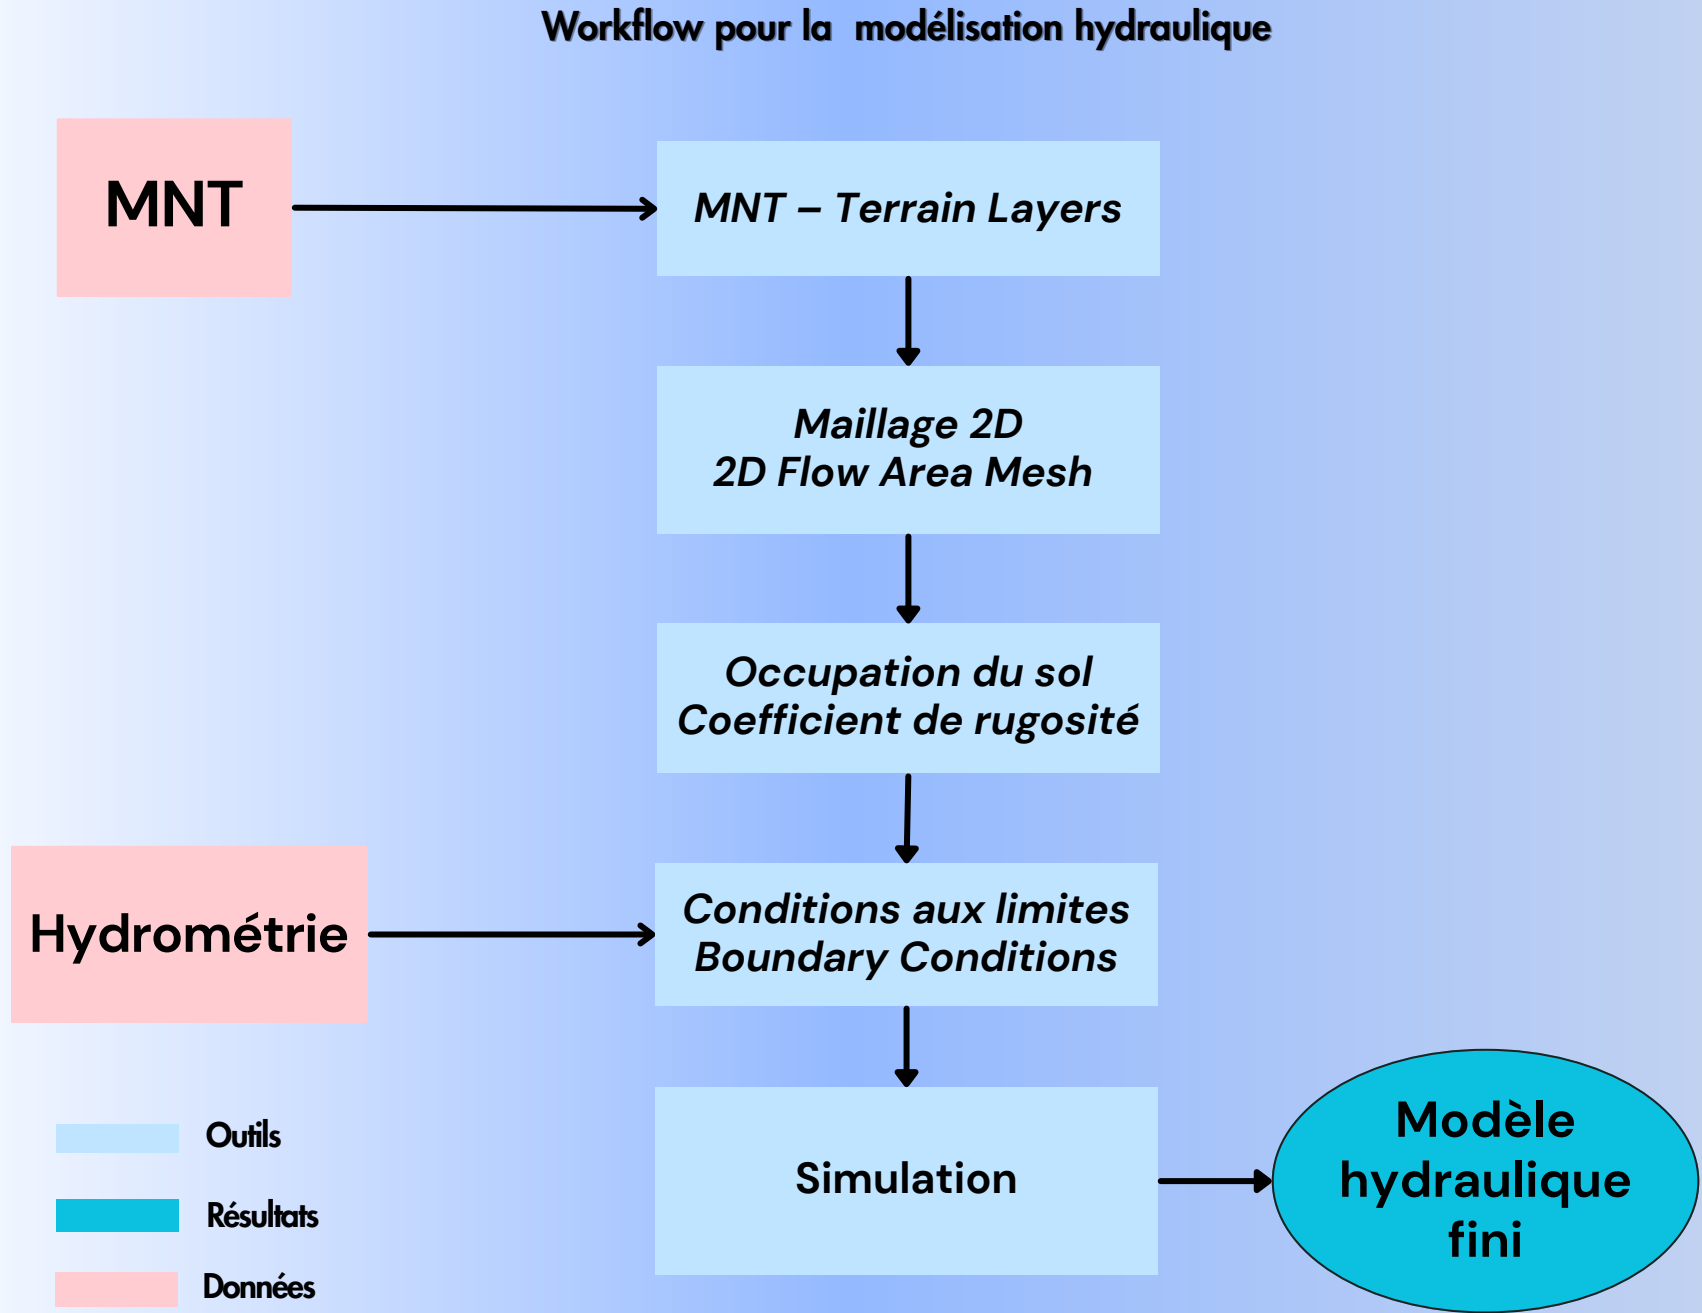 Workflow pour la modélisation hydraulique
MNT
MNT – Terrain Layers
Maillage 2D
2D Flow Area Mesh
Occupation du sol
Coefficient de rugosité
Hydrométrie
Conditions aux limites
Boundary Conditions
Simulation
Modèle
hydraulique
fini
Outils
Résultats
Données